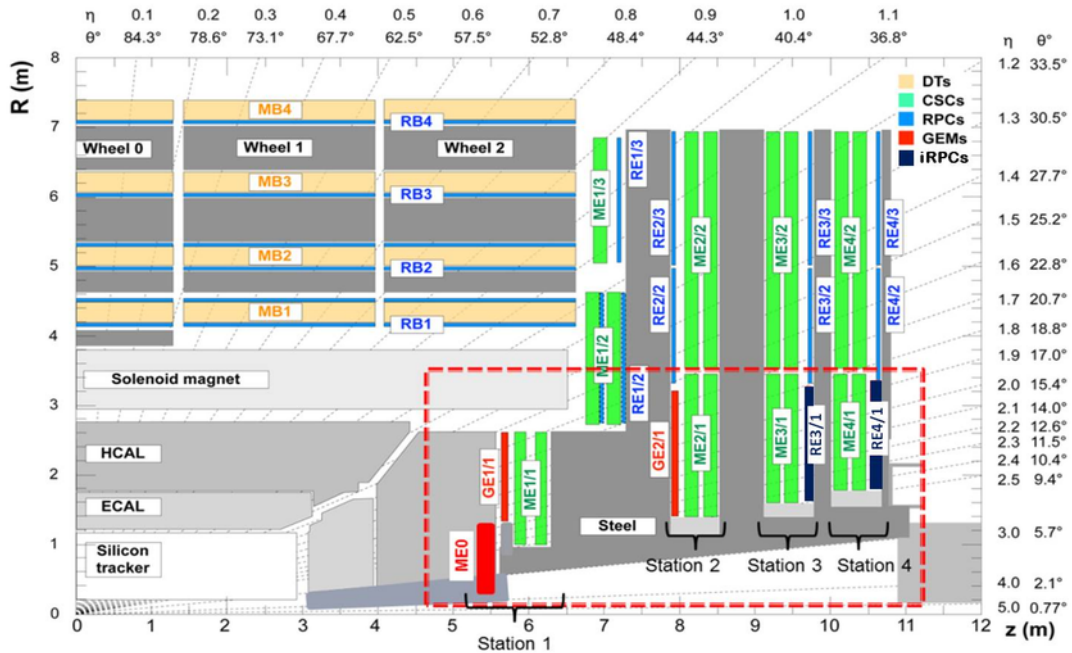 η 0.1 0.2 0.3 0.4 0.5 0.6 0.7 0.8 0.9 1.0 1.1
θ° 84.3° 78.6° 73.1° 67.7° 62.5° 57.5° 52.8° 48.4° 44.3° 40.4° 36.8° η θ°
R (m)
8
7
6
5
4
3
2
1
0
1.2 33.5°
1.3 30.5°
1.4 27.7°
1.5 25.2°
1.6 22.8°
1.7 20.7°
1.8 18.8°
1.9 17.0°
2.0 15.4°
2.1 14.0°
2.2 12.6°
2.3 11.5°
2.4 10.4°
2.5 9.4°
3.0 5.7°
4.0 2.1°
5.0 0.77°
DTs
CSCs
RPCs
GEMs
iRPCs
MB4
RB4
Wheel 0 Wheel 1 Wheel 2
MB3
RB3
MB2
RB2
MB1
RB1
Solenoid magnet
HCAL
ECAL
Silicon
tracker
Steel
ME1/3
RE1/3
RE2/3
ME2/2
ME3/2
RE3/3
ME4/2
RE4/3
RE2/2
RE3/2
RE4/2
ME1/2
RE1/2
GE1/1
ME1/1
GE2/1
ME2/1
ME3/1
RE3/1
ME4/1
RE4/1
ME0
Station 2 Station 3 Station 4
0 1 2 3 4 5 6 7 8 9 10 11 12 z (m)
Station 1